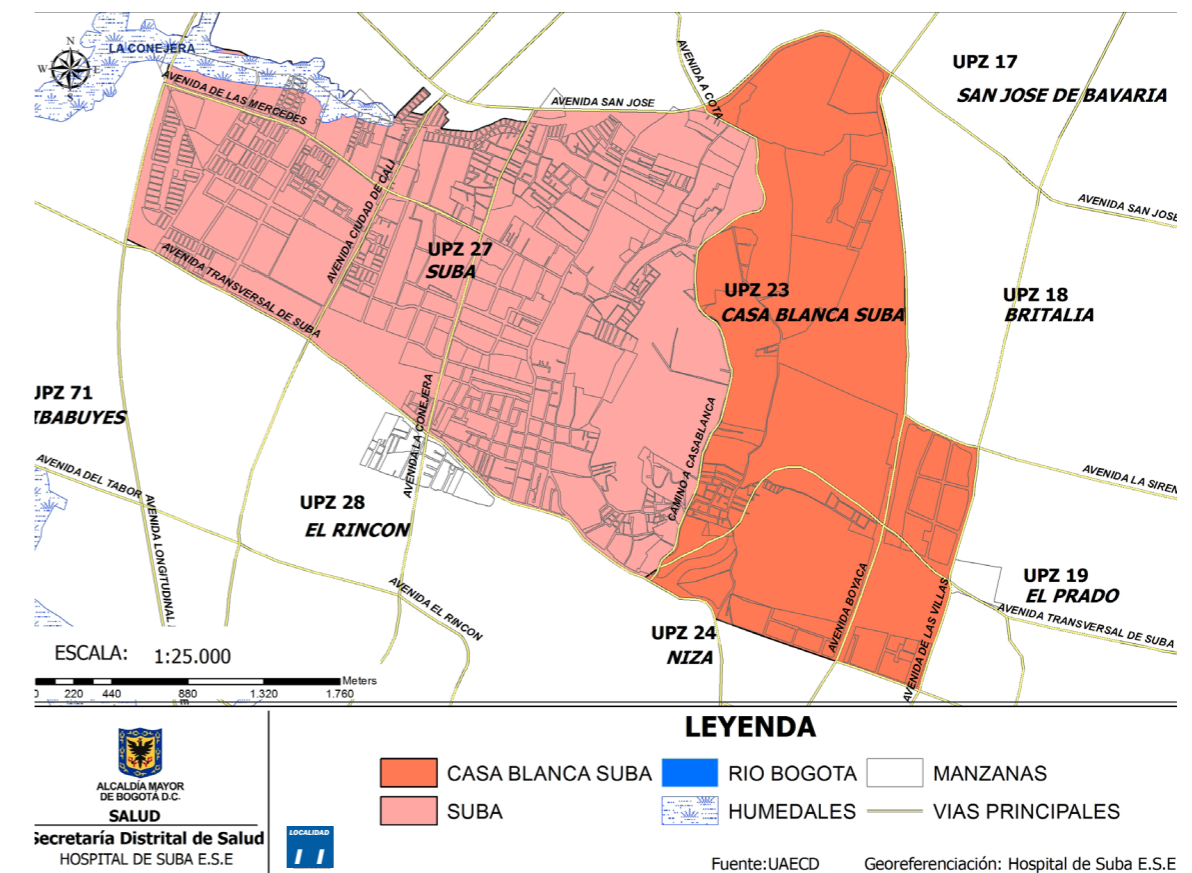 N
W
E
S
LA CONEJERA
AVENIDA DE LAS MERCEDES
AVENIDA SAN JOSE
AVENIDA A COTA
UPZ 17
SAN JOSE DE BAVARIA
AVENIDA SAN JOSE
AVENIDA CIUDAD DE CALI
UPZ 27
SUBA
AVENIDA TRANSVERSAL DE SUBA
UPZ 23
CASA BLANCA SUBA
UPZ 18
BRITALIA
JPZ 71
IBABUYES
AVENIDA LA CONEJERA
CAMINO A CASABLANCA
AVENIDA DEL TABOR
AVENIDA LONGITUDINAL
UPZ 28
EL RINCON
AVENIDA LA SIREN
AVENIDA EL RINCON
UPZ 24
NIZA
AVENIDA BOYACA
AVENIDA DE LAS VILLAS
UPZ 19
EL PRADO
AVENIDA TRANSVERSAL DE SUBA
ESCALA: 1:25.000
0 220 440 880 1.320 1.760 Meters
m
LEYENDA
CASA BLANCA SUBA
RIO BOGOTA
MANZANAS
SUBA
HUMEDALES
VIAS PRINCIPALES
ALCALDIA MAYOR
DE BOGOTÁ D.C.
SALUD
Secretaría Distrital de Salud
HOSPITAL DE SUBA E.S.E
LOCALIDAD
11
Fuente:UAECD Georeferenciación: Hospital de Suba E.S.E